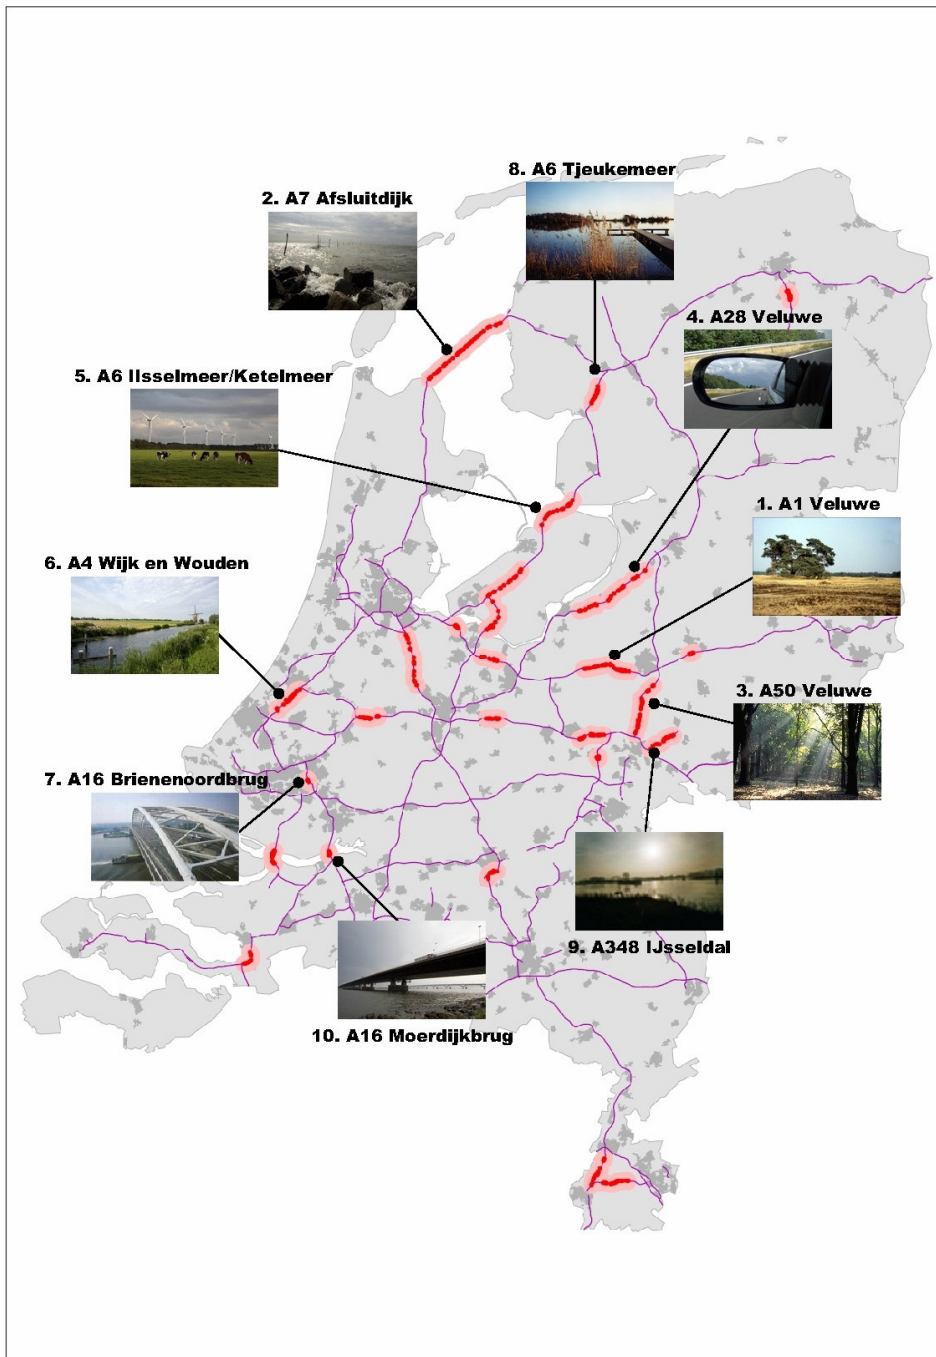 8. A6 Tjeukemeer
2. A7 Afsluitdijk
4. A28 Veluwe
5. A6 IJsselmeer/Ketelmeer
1. A1 Veluwe
6. A4 Wijk en Wouden
3. A50 Veluwe
7. A16 Brienenoordbrug
9. A348 IJsseldal
10. A16 Moerdijkbrug